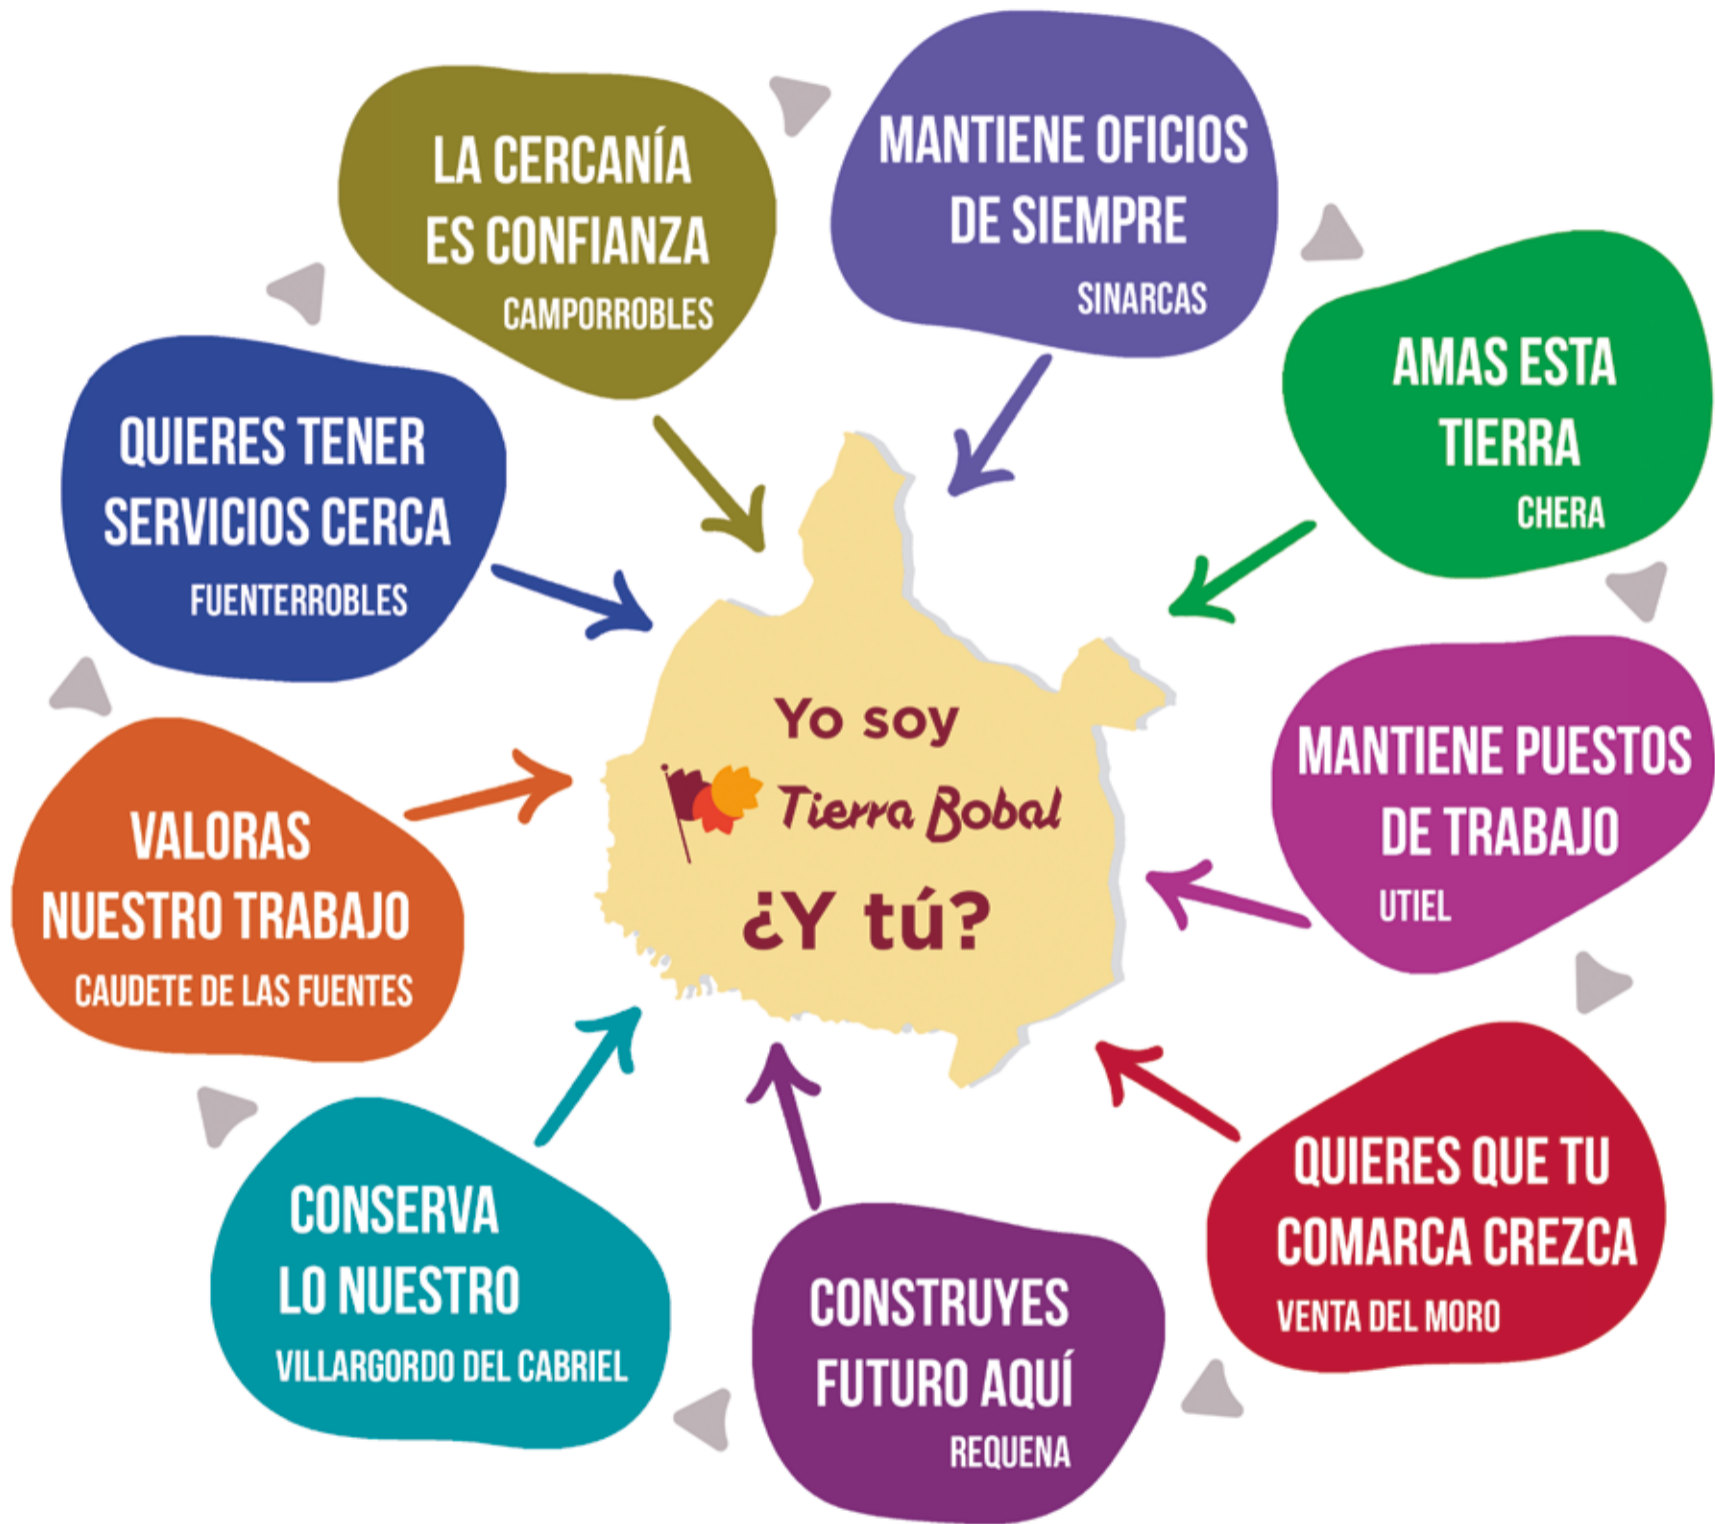 LA CERCANÍA
ES CONFIANZA
CAMPORROBLES
MANTIENE OFICIOS
DE SIEMPRE
SINARCAS
AMAS ESTA
TIERRA
CHERA
MANTIENE PUESTOS
DE TRABAJO
UTIEL
QUIERES QUE TU
COMARCA CREZCA
VENTA DEL MORO
CONSTRUYES
FUTURO AQUÍ
REQUENA
CONSERVA
LO NUESTRO
VILLARGORDO DEL CABRIEL
VALORAS
NUESTRO TRABAJO
CAUDETE DE LAS FUENTES
QUIERES TENER
SERVICIOS CERCA
FUENTERROBLES
Yo soy
Tierra Bobal
¿Y tú?